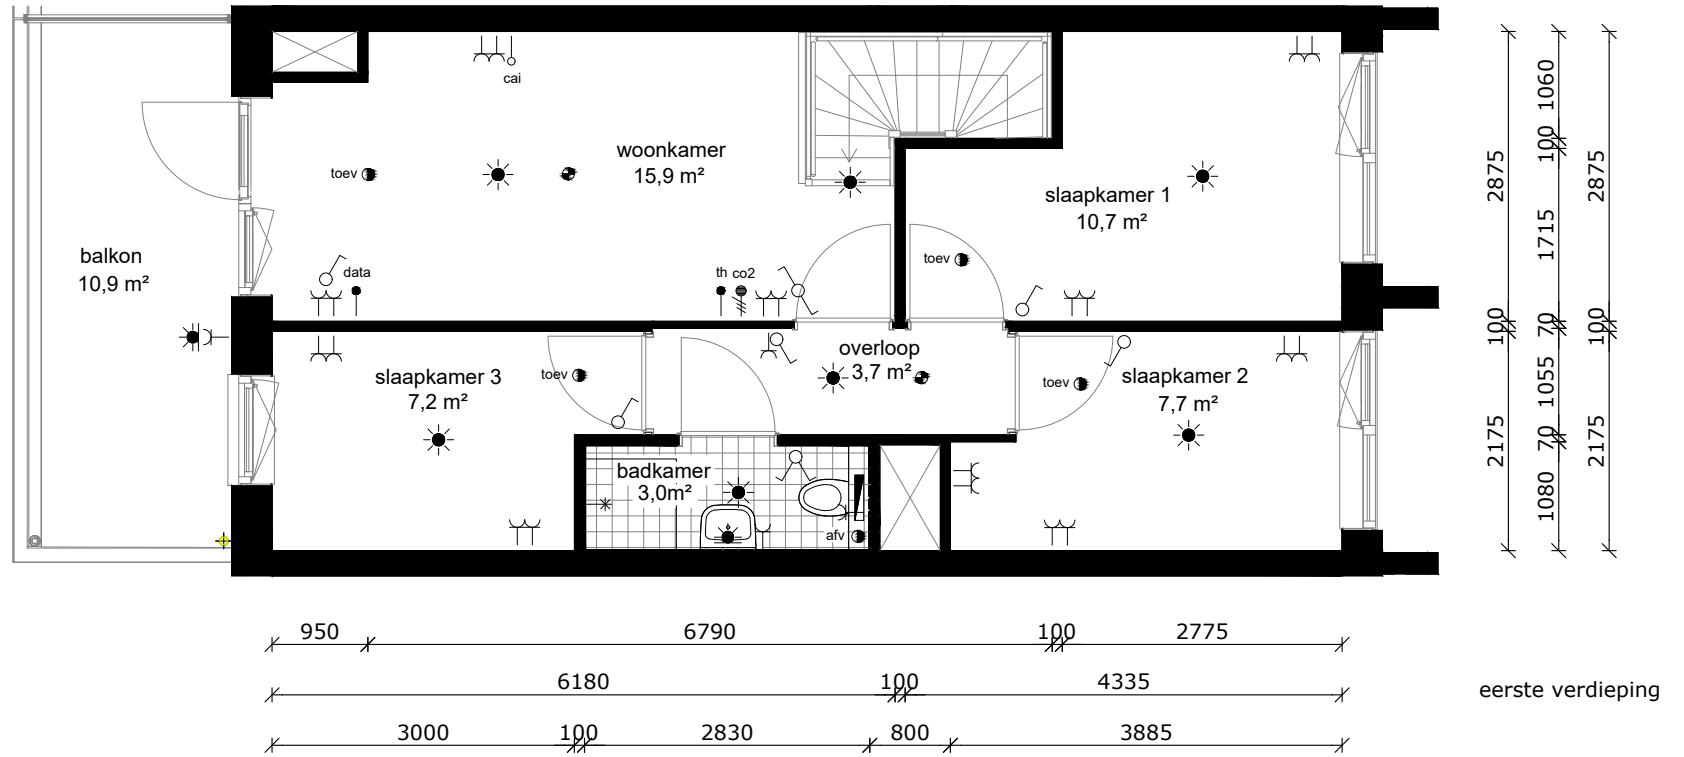 cai
woonkamer
15,9 m²
toev
slaapkamer 1
10,7 m²
balkon
10,9 m²
data
th co2
toev
overloop
3,7 m²
slaapkamer 3
7,2 m²
toev
toev
slaapkamer 2
7,7 m²
badkamer
3,0m²
afv
2875
100
2175
1060
100
1715
70
1055
70
1080
2875
100
2175
950
6790
100
2775
6180
100
4335
eerste verdieping
3000
100
2830
800
3885